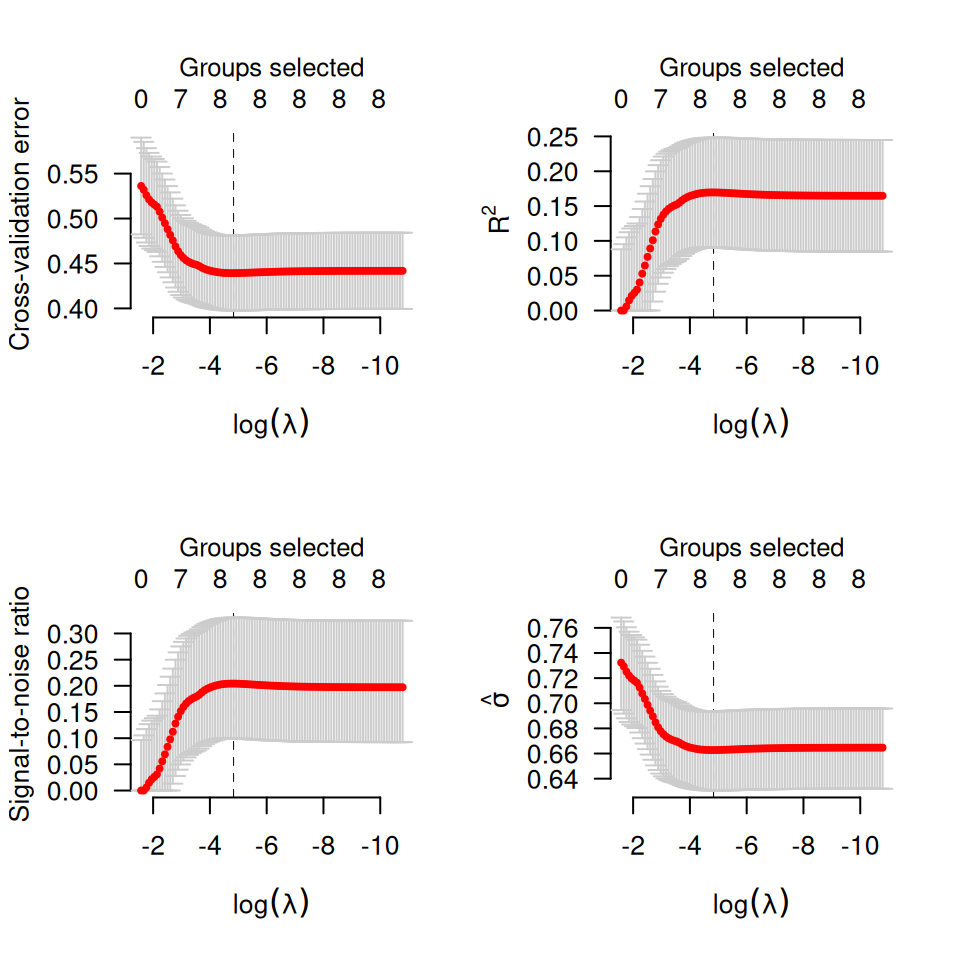 Groups selected
0 7 8 8 8 8 8
Cross-validation error
0.55
0.50
0.45
0.40
-2 -4 -6 -8 -10
log(λ)
Groups selected
0 7 8 8 8 8 8
R²
0.25
0.20
0.15
0.10
0.05
0.00
-2 -4 -6 -8 -10
log(λ)
Groups selected
0 7 8 8 8 8 8
Signal-to-noise ratio
0.30
0.25
0.20
0.15
0.10
0.05
0.00
-2 -4 -6 -8 -10
log(λ)
Groups selected
0 7 8 8 8 8 8
σ̂
0.76
0.74
0.72
0.70
0.68
0.66
0.64
-2 -4 -6 -8 -10
log(λ)